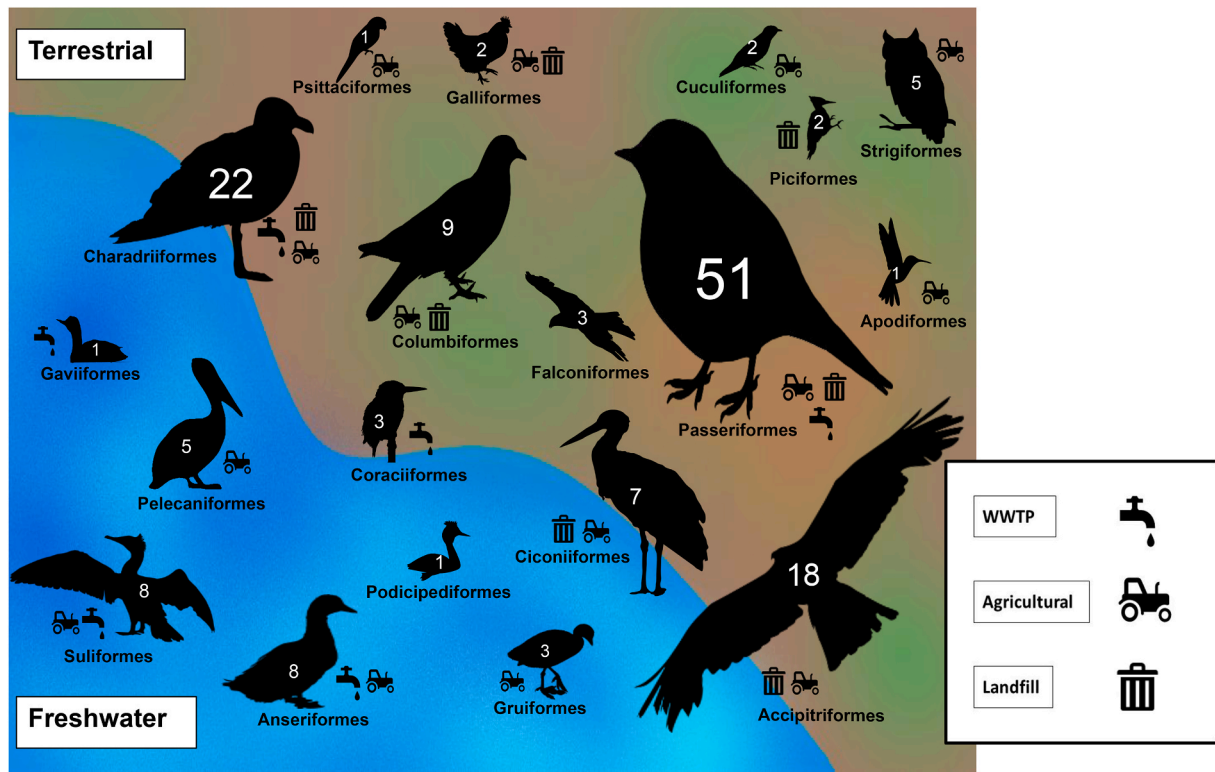 Terrestrial
1
Psittaciformes
2
Galliformes
2
Cuculiformes
5
Strigiformes
2
Piciformes
22
Charadriiformes
9
Columbiformes
3
Falconiformes
51
Passeriformes
1
Apodiformes
1
Gaviiformes
5
Pelecaniformes
3
Coraciiformes
7
Ciconiiformes
18
Accipitriformes
8
Suliformes
1
Podicipediformes
8
Anseriformes
3
Gruiformes
Freshwater
WWTP
Agricultural
Landfill